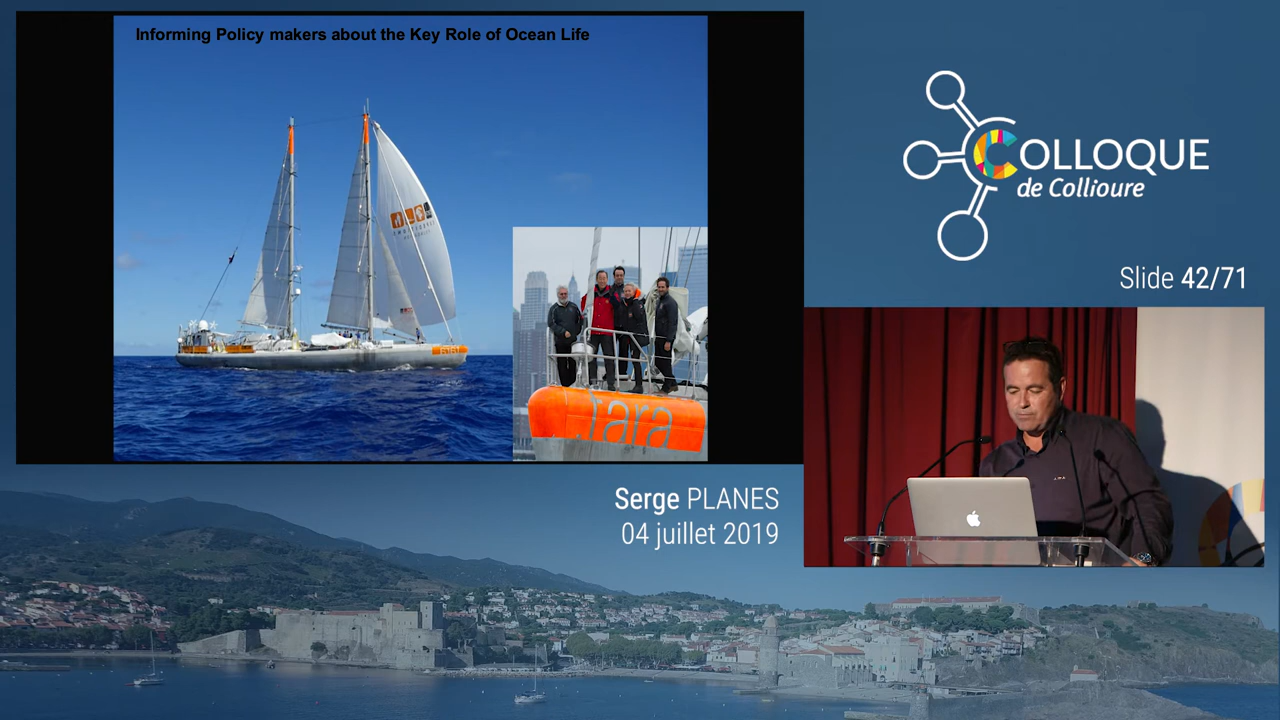 Informing Policy makers about the Key Role of Ocean Life
tara
COLLOQUE
de Collioure
Slide 42/71
Serge PLANES
04 juillet 2019